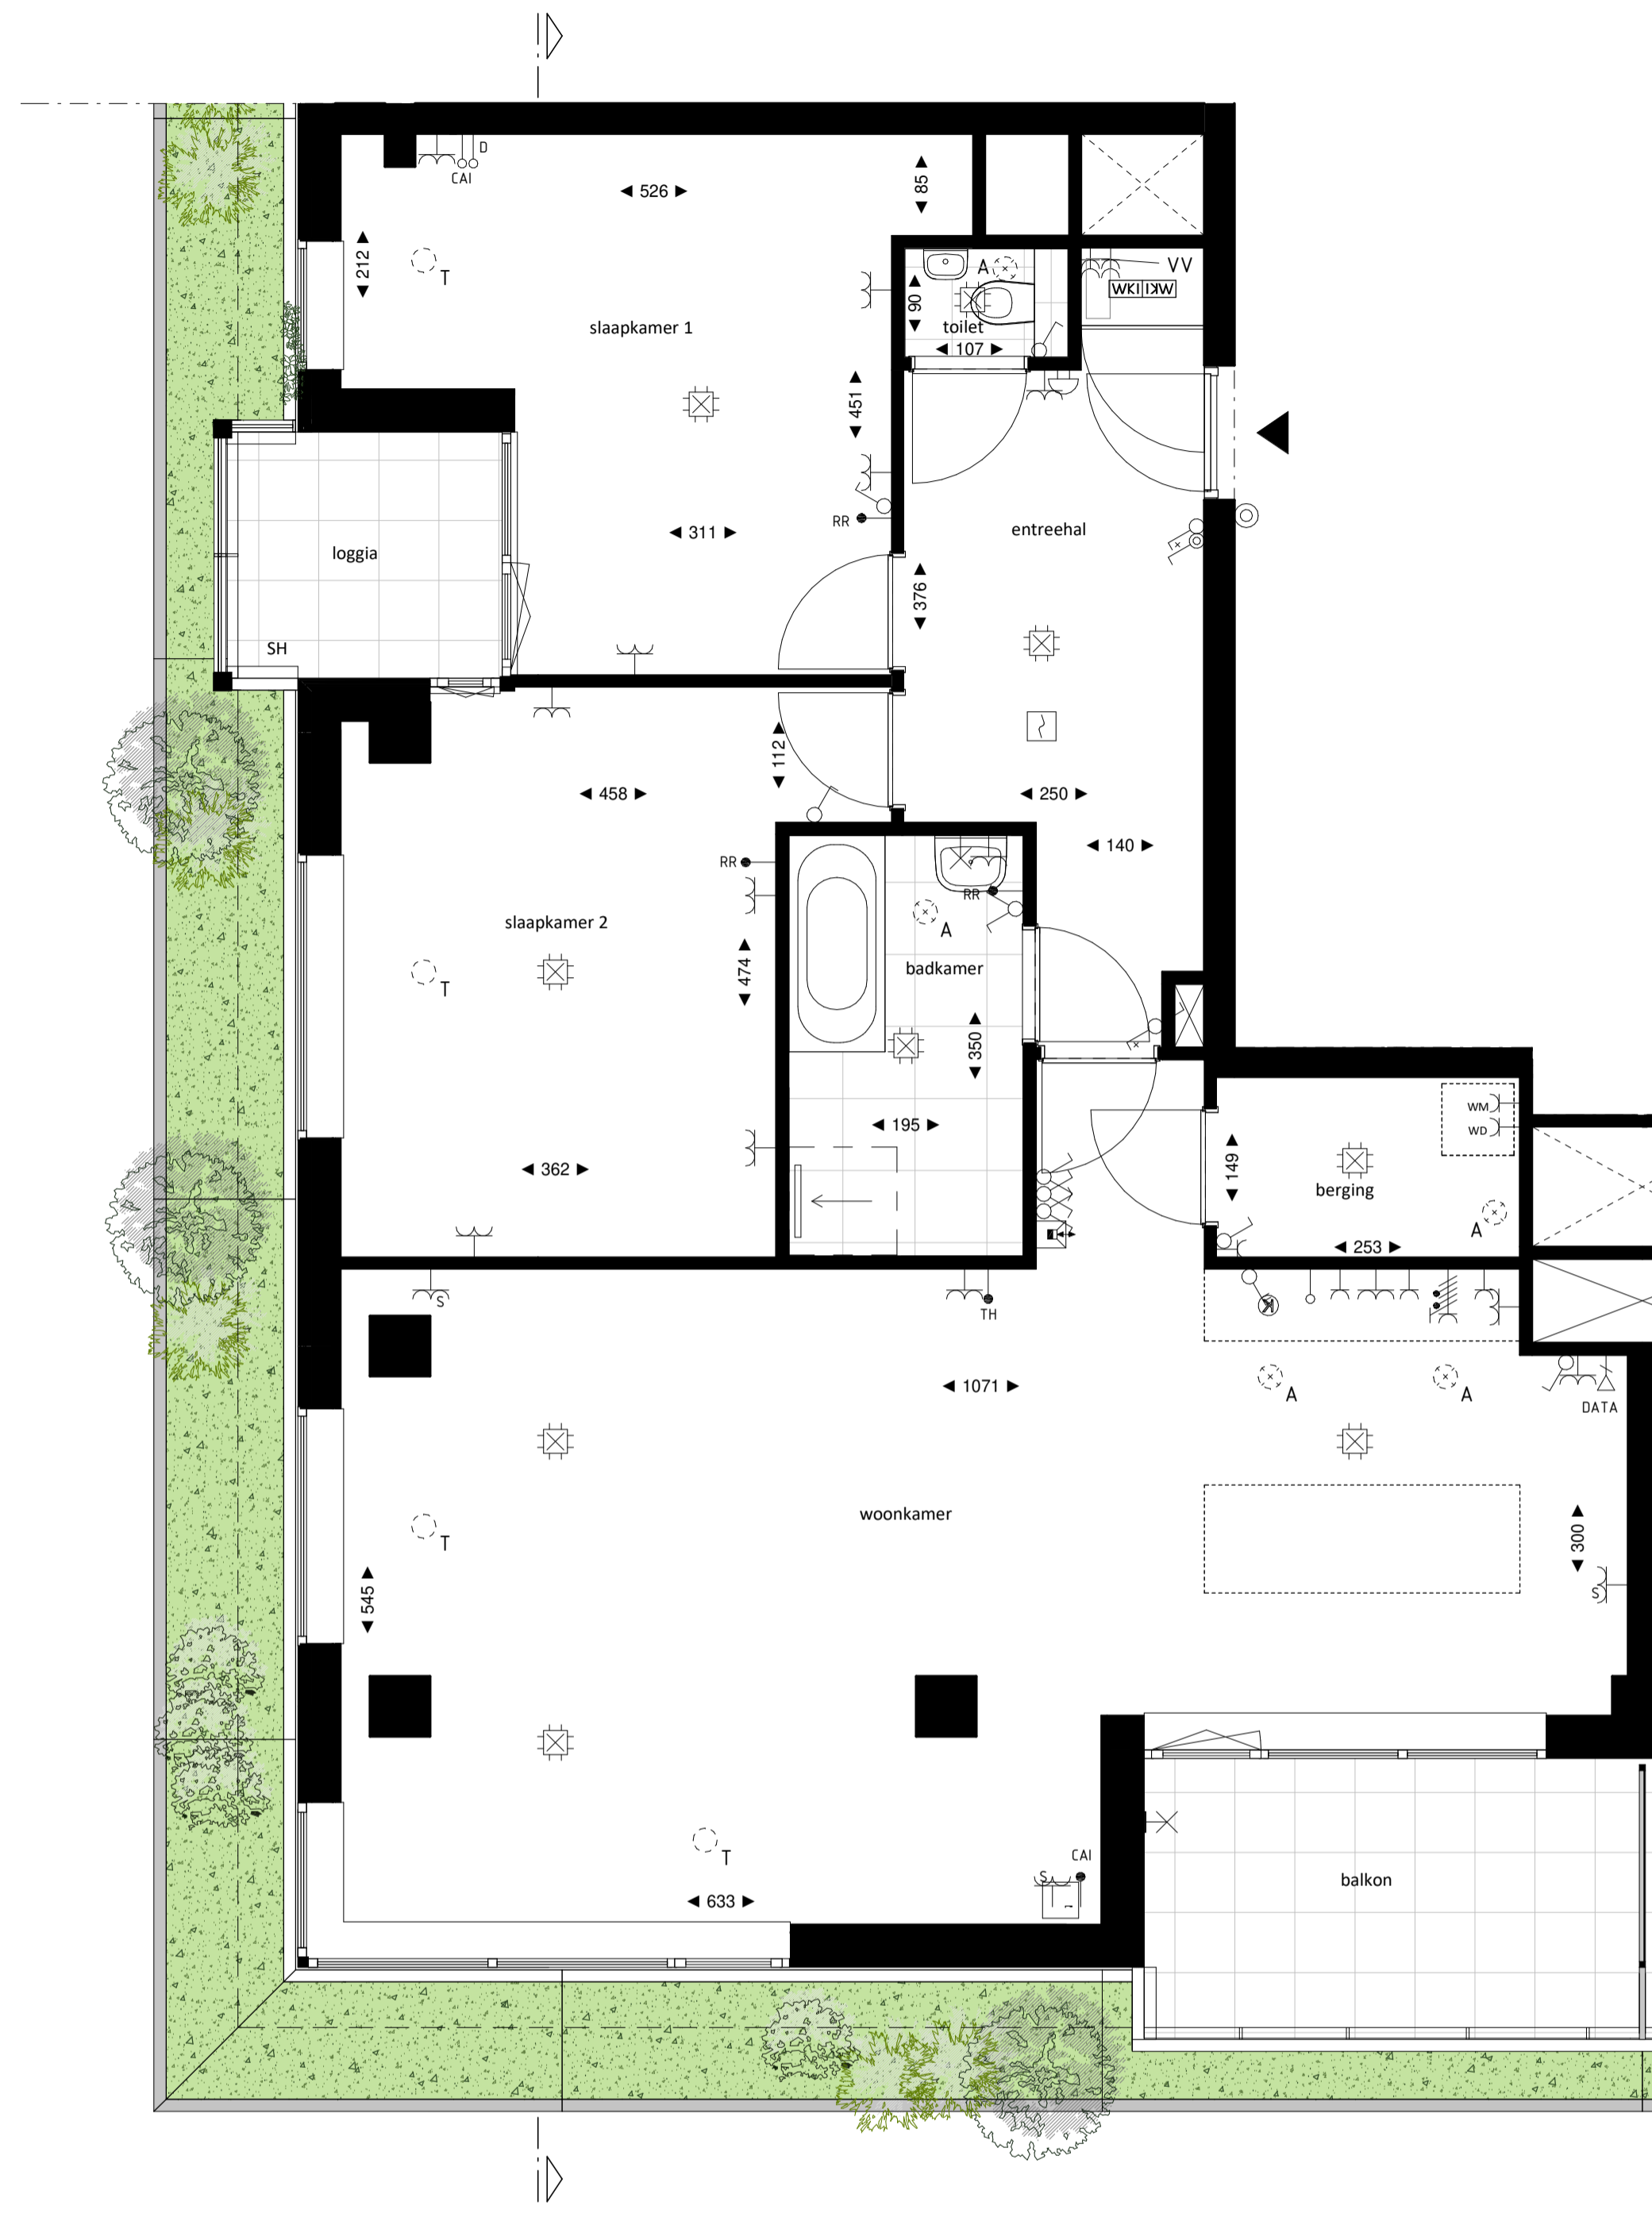 D
CAI
◄ 526 ►
◄ 85 ►
◄ 212 ►
T
A
VV
WKI WKI
◄ 90 ►
toilet
◄ 107 ►
slaapkamer 1
◄ 451 ►
RR
◄ 311 ►
entreehal
loggia
◄ 376 ►
SH
◄ 112 ►
◄ 458 ►
◄ 250 ►
◄ 140 ►
RR
RR
slaapkamer 2
A
badkamer
◄ 474 ►
T
◄ 350 ►
WM
WD
◄ 195 ►
◄ 149 ►
◄ 362 ►
berging
A
◄ 253 ►
S
TH
K
◄ 1071 ►
A
A
DATA
woonkamer
T
◄ 300 ►
◄ 545 ►
S
T
CAI
S
balkon
◄ 633 ►